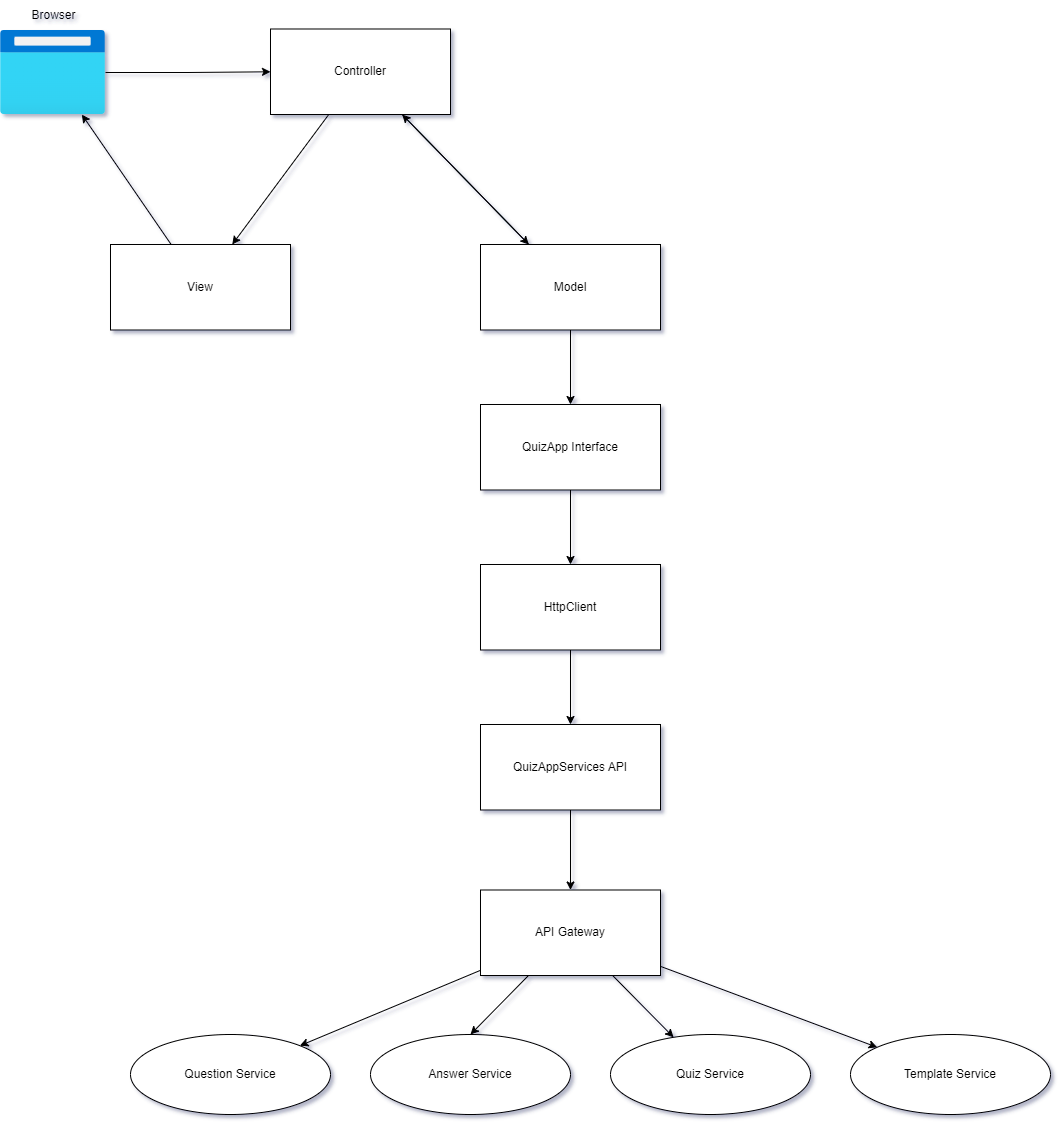 Browser
Controller
View
Model
QuizApp Interface
HttpClient
QuizAppServices API
API Gateway
Question Service
Answer Service
Quiz Service
Template Service